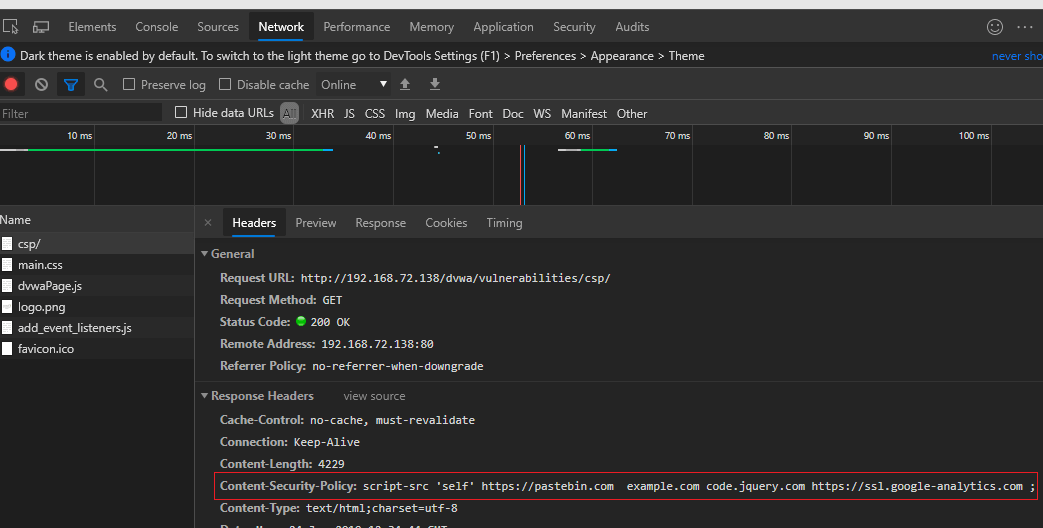 Elements Console Sources Network Performance Memory Application Security Audits
Dark theme is enabled by default. To switch to the light theme go to DevTools Settings (F1) > Preferences > Appearance > Theme never sho
Preserve log Disable cache Online
Filter Hide data URLs All XHR JS CSS Img Media Font Doc WS Manifest Other
10 ms 20 ms 30 ms 40 ms 50 ms 60 ms 70 ms 80 ms 90 ms 100 ms
Name
csp/
main.css
dvwaPage.js
logo.png
add_event_listeners.js
favicon.ico
× Headers Preview Response Cookies Timing
General
Request URL: http://192.168.72.138/dvwa/vulnerabilities/csp/
Request Method: GET
Status Code: 200 OK
Remote Address: 192.168.72.138:80
Referrer Policy: no-referrer-when-downgrade
Response Headers view source
Cache-Control: no-cache, must-revalidate
Connection: Keep-Alive
Content-Length: 4229
Content-Security-Policy: script-src 'self' https://pastebin.com  example.com code.jquery.com https://ssl.google-analytics.com ;
Content-Type: text/html;charset=utf-8